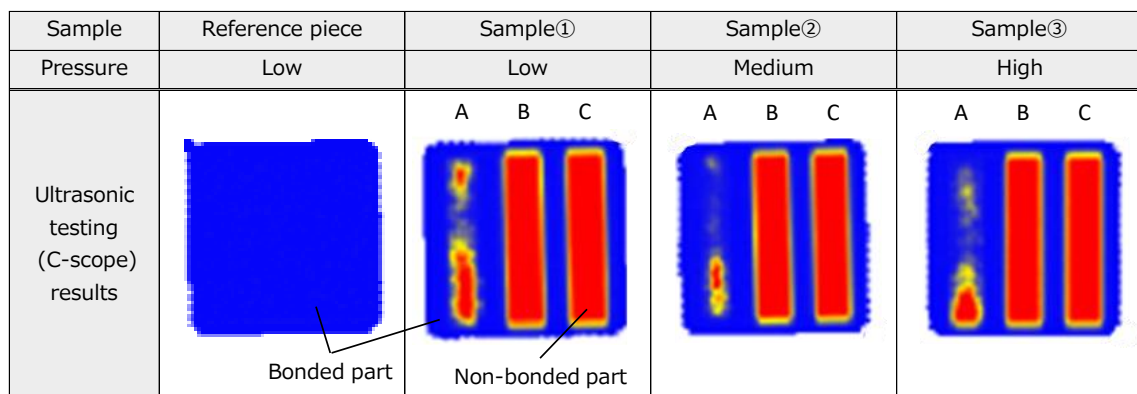 Sample Reference piece Sample① Sample② Sample③
Pressure Low Low Medium High
A B C A B C A B C
Ultrasonic
testing
(C-scope)
results
Bonded part Non-bonded part